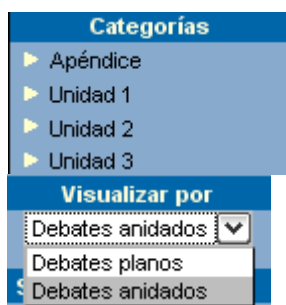 Categorías
Apéndice
Unidad 1
Unidad 2
Unidad 3
Visualizar por
Debates anidados
Debates planos
Debates anidados